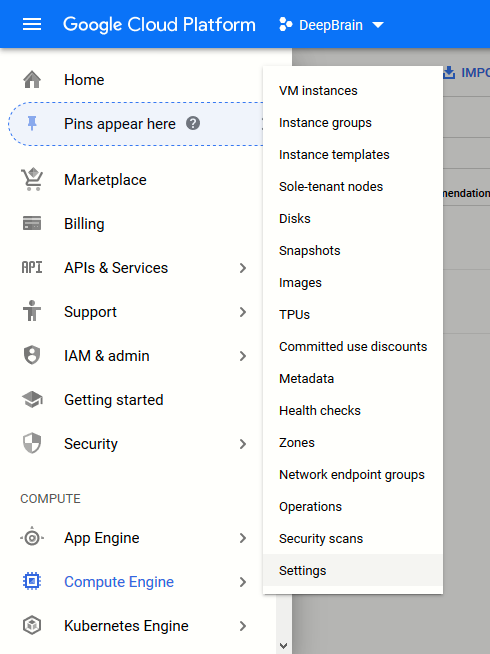 Google Cloud Platform
DeepBrain
Home
Pins appear here
Marketplace
Billing
API
APIs & Services
Support
IAM & admin
Getting started
Security
COMPUTE
App Engine
Compute Engine
Kubernetes Engine
VM instances
Instance groups
Instance templates
Sole-tenant nodes
Disks
Snapshots
Images
TPUs
Committed use discounts
Metadata
Health checks
Zones
Network endpoint groups
Operations
Security scans
Settings
IMPO
mendation